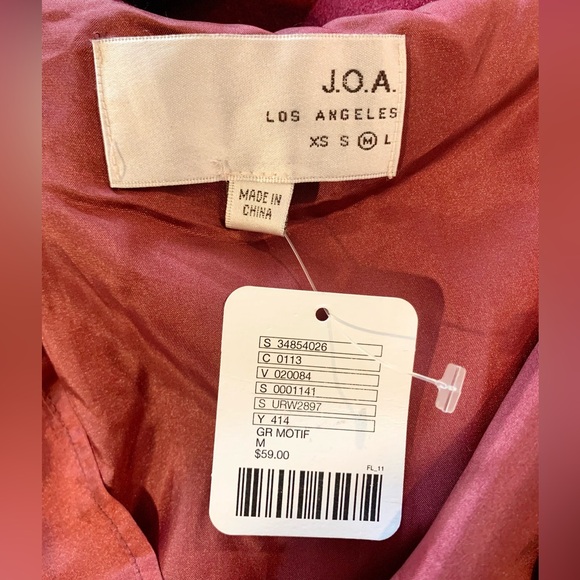 J.O.A.
LOS ANGELES
XS S M L
MADE IN
CHINA
S 34854026
C 0113
V 020084
S 0001141
S URW2897
Y 414
GR MOTIF
M
$59.00
FL_11